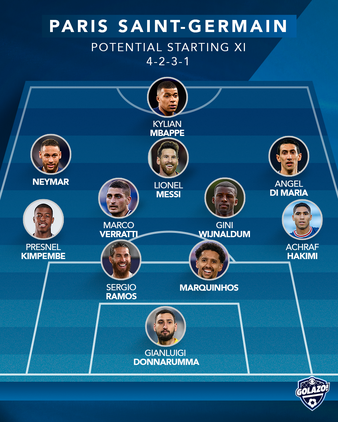 PARIS SAINT-GERMAIN
POTENTIAL STARTING XI
4-2-3-1
KYLIAN
MBAPPE
NEYMAR
LIONEL
MESSI
ANGEL
DI MARIA
MARCO
VERRATTI
GINI
WIJNALDUM
PRESNEL
KIMPEMBE
ACHRAF
HAKIMI
SERGIO
RAMOS
MARQUINHOS
GIANLUIGI
DONNARUMMA
GOLAZO!